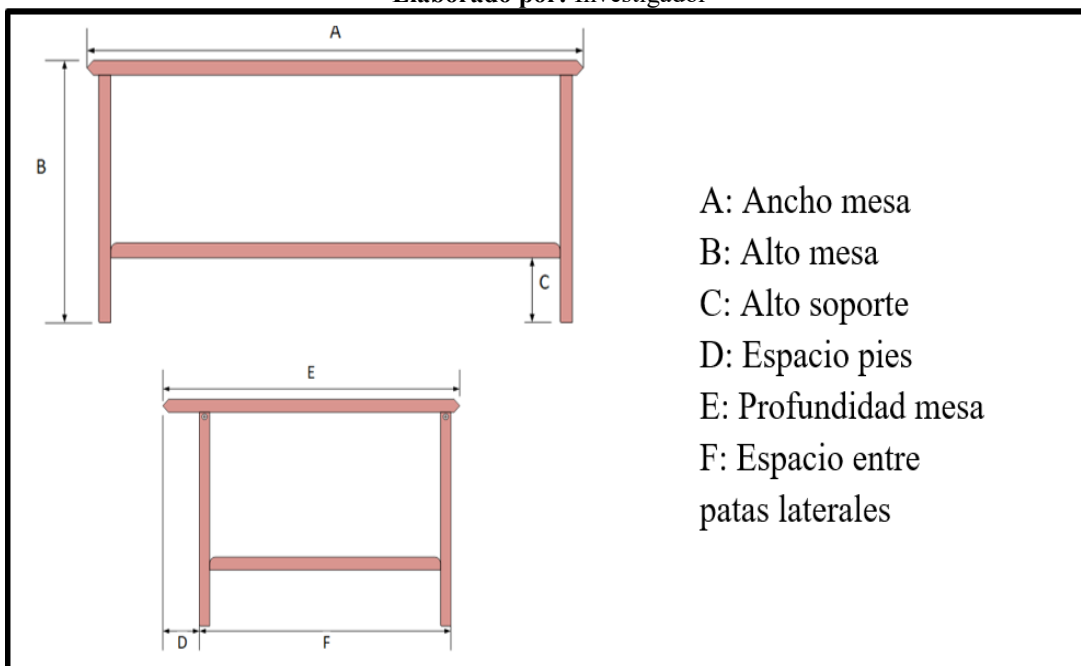 Elaborado por: Investigador
A
B
C
E
D
F
A: Ancho mesa
B: Alto mesa
C: Alto soporte
D: Espacio pies
E: Profundidad mesa
F: Espacio entre
patas laterales